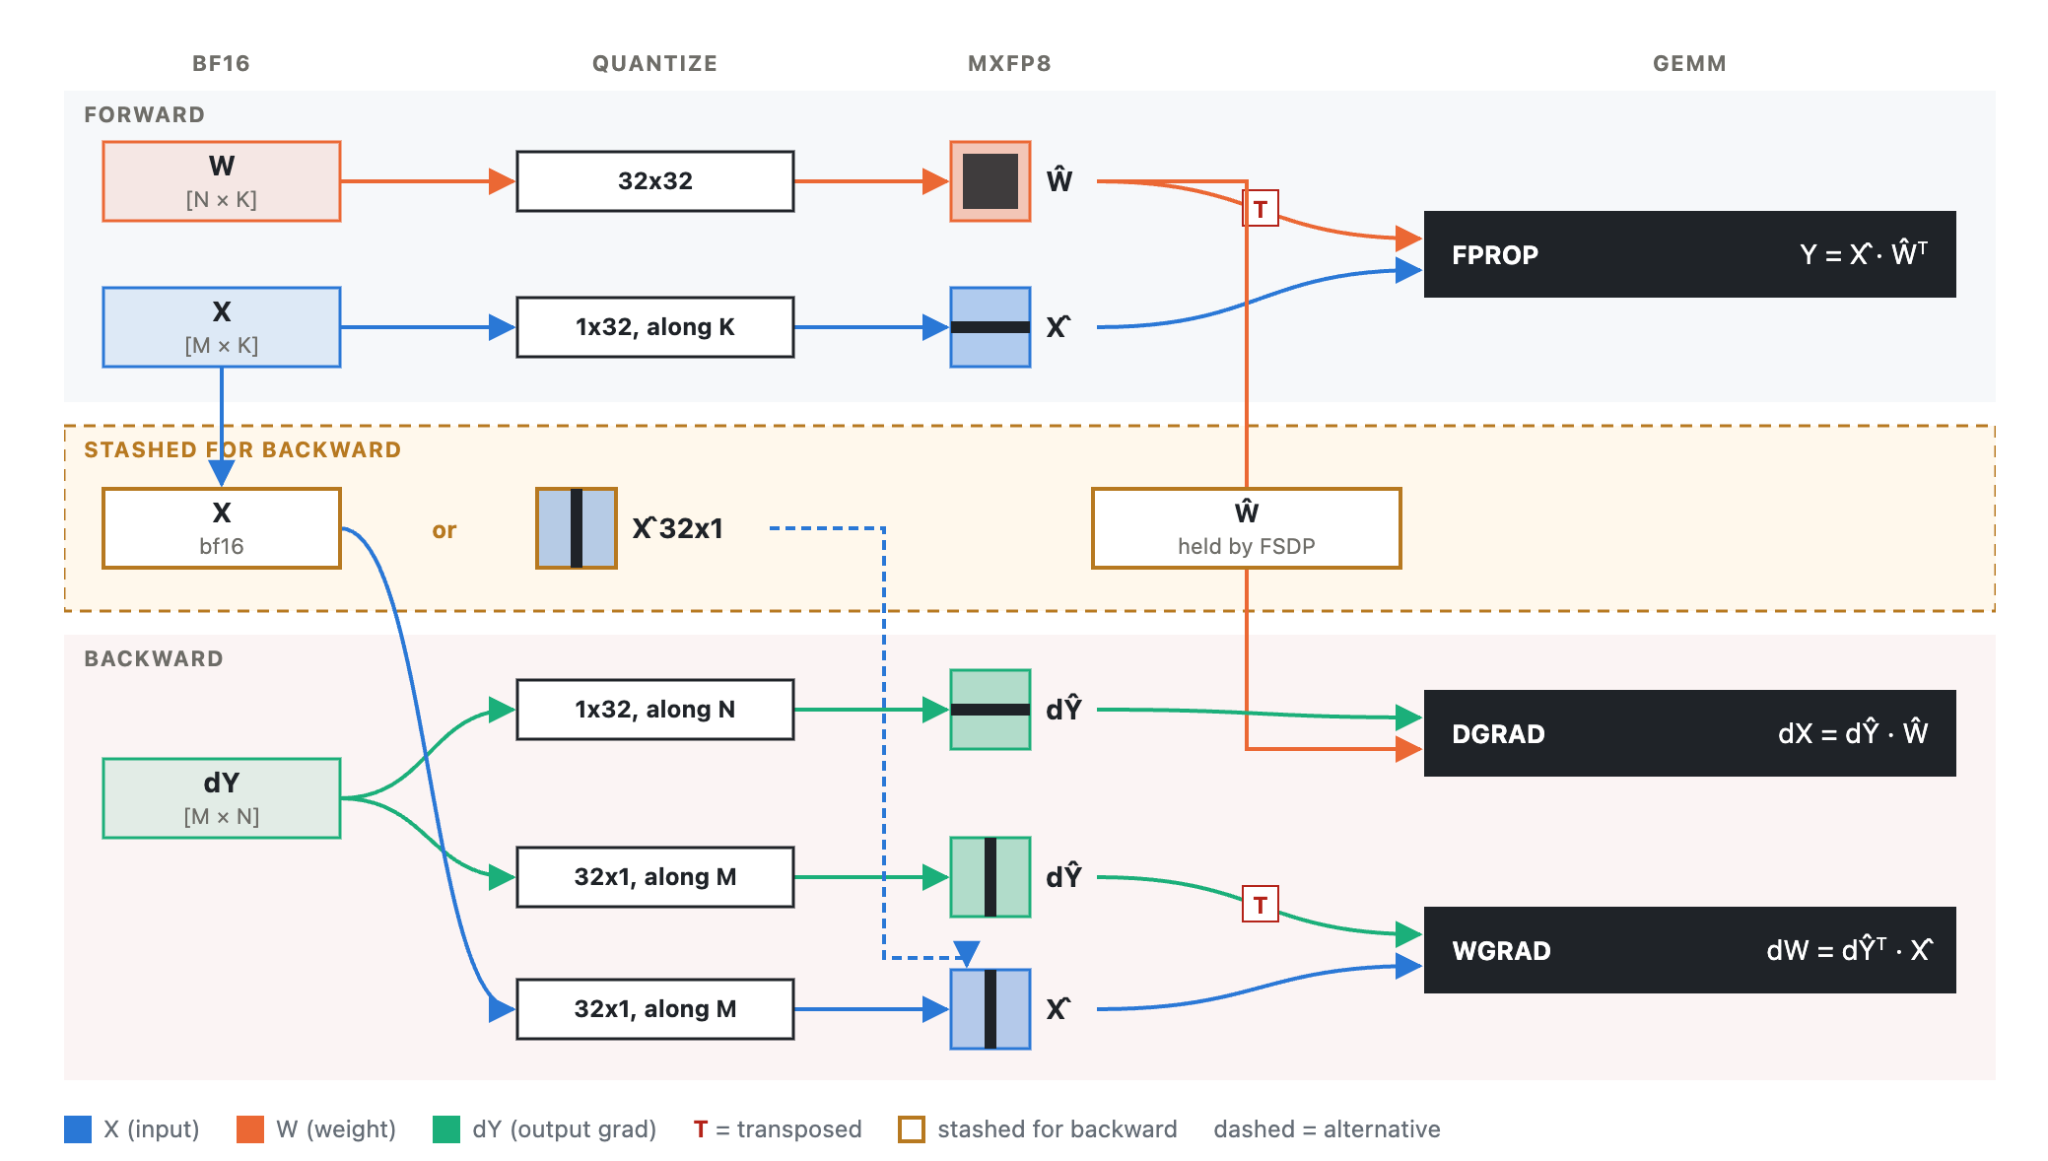 BF16 QUANTIZE MXFP8 GEMM
FORWARD
W
[N × K]
32x32
Ŵ
T
FPROP Y = X̂ · Ŵᵀ
X
[M × K]
1x32, along K
X̂
STASHED FOR BACKWARD
X
bf16
or
X̂ 32x1
Ŵ
held by FSDP
BACKWARD
1x32, along N
dŶ
DGRAD dX = dŶ · Ŵ
dY
[M × N]
32x1, along M
dŶ
T
WGRAD dW = dŶᵀ · X̂
32x1, along M
X̂
X (input) W (weight) dY (output grad) T = transposed stashed for backward dashed = alternative